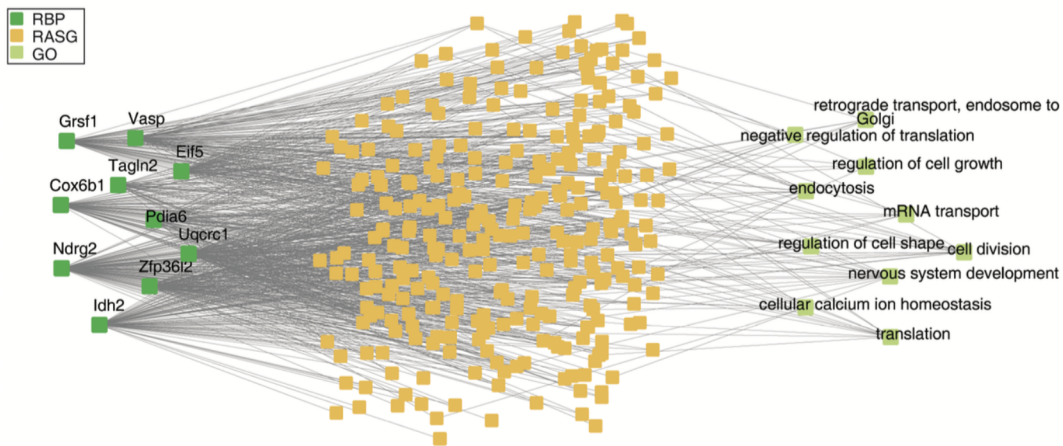 RBP
RASG
GO
Grsf1
Vasp
Eif5
Tagln2
Cox6b1
Pdia6
Uqcrc1
Ndrg2
Zfp36l2
Idh2
retrograde transport, endosome to
Golgi
negative regulation of translation
regulation of cell growth
endocytosis
mRNA transport
regulation of cell shape
cell division
nervous system development
cellular calcium ion homeostasis
translation